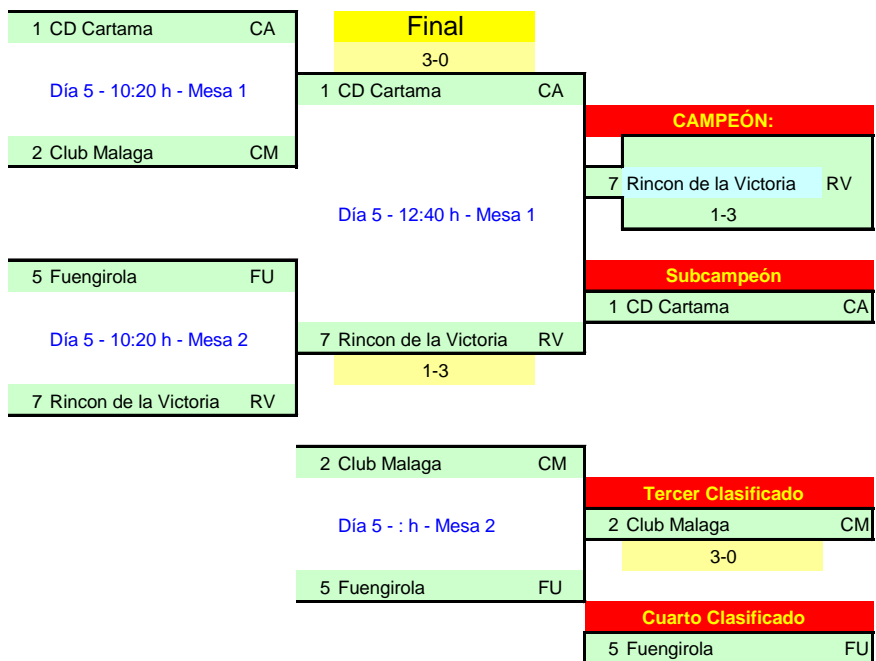 1 CD Cartama CA
Día 5 - 10:20 h - Mesa 1
2 Club Malaga CM
5 Fuengirola FU
Día 5 - 10:20 h - Mesa 2
7 Rincon de la Victoria RV
Final
3-0
1 CD Cartama CA
Día 5 - 12:40 h - Mesa 1
7 Rincon de la Victoria RV
1-3
CAMPEÓN:
7 Rincon de la Victoria RV
1-3
Subcampeón
1 CD Cartama CA
2 Club Malaga CM
Día 5 - : h - Mesa 2
5 Fuengirola FU
Tercer Clasificado
2 Club Malaga CM
3-0
Cuarto Clasificado
5 Fuengirola FU